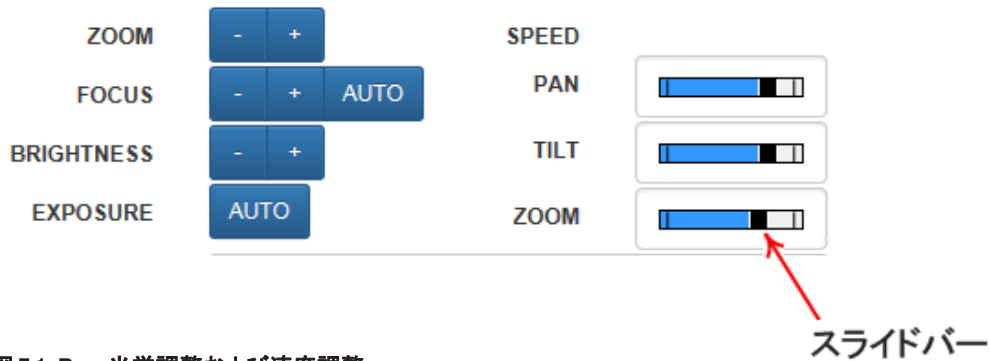 ZOOM - +
FOCUS - + AUTO
BRIGHTNESS - +
EXPOSURE AUTO
SPEED
PAN
TILT
ZOOM
スライドバー